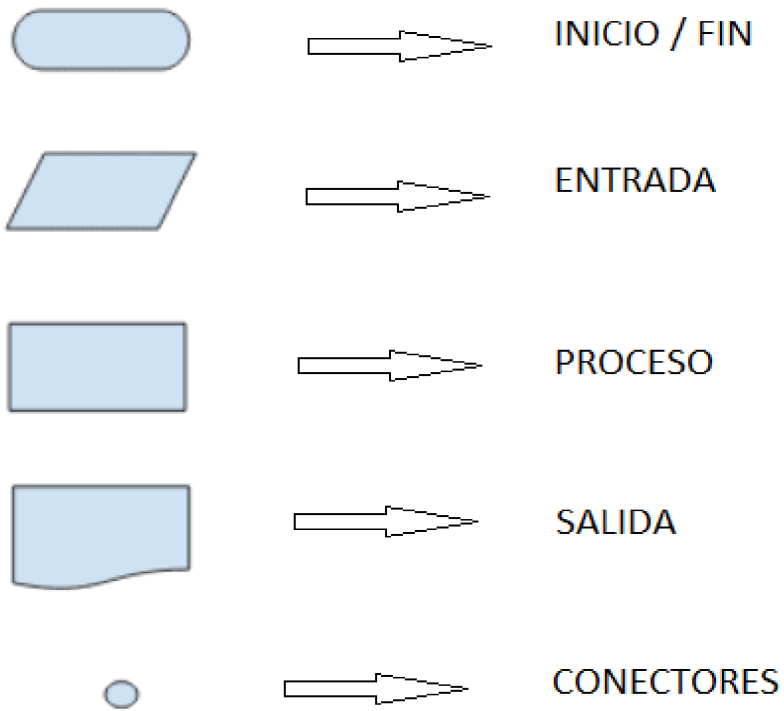 INICIO / FIN
ENTRADA
PROCESO
SALIDA
CONECTORES